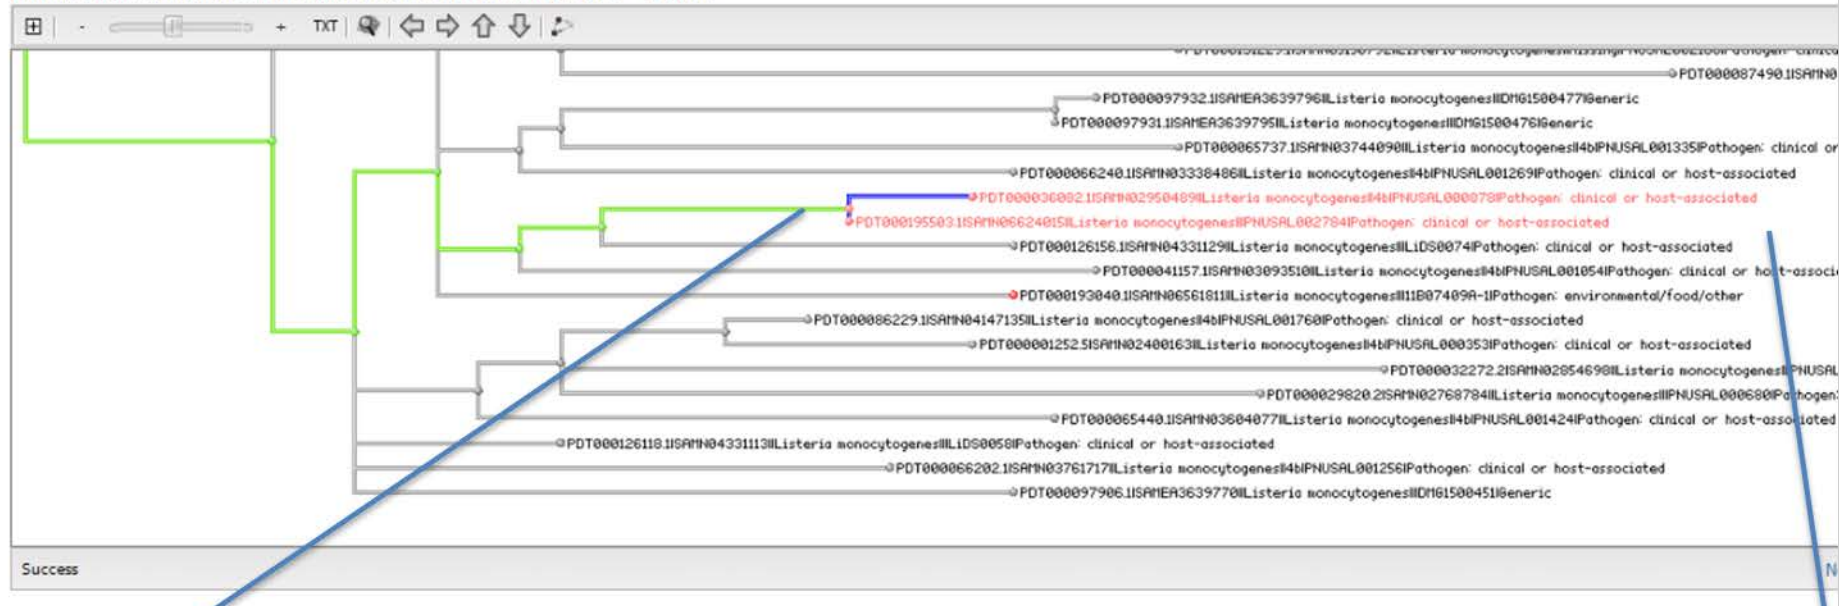 - + TXT
PDT000087490.1|SAMN0
PDT000097932.1|SAMEA3639796||Listeria monocytogenes|||DMG1500477|Generic
PDT000097931.1|SAMEA3639795||Listeria monocytogenes|||DMG1500476|Generic
PDT000065737.1|SAMN03744090||Listeria monocytogenes||4b|PNUSAL001335|Pathogen: clinical or
PDT000066240.1|SAMN03338486||Listeria monocytogenes||4b|PNUSAL001269|Pathogen: clinical or host-associated
PDT000036082.1|SAMN02950489||Listeria monocytogenes||4b|PNUSAL000878|Pathogen: clinical or host-associated
PDT000195503.1|SAMN06624015||Listeria monocytogenes|||PNUSAL002784|Pathogen: clinical or host-associated
PDT000126156.1|SAMN04331129||Listeria monocytogenes|||LiDS0074|Pathogen: clinical or host-associated
PDT000041157.1|SAMN03093510||Listeria monocytogenes||4b|PNUSAL001054|Pathogen: clinical or host-associ
PDT000193040.1|SAMN06561811||Listeria monocytogenes|||11B07409A-1|Pathogen: environmental/food/other
PDT000086229.1|SAMN04147135||Listeria monocytogenes||4b|PNUSAL001760|Pathogen: clinical or host-associated
PDT000001252.5|SAMN02400163||Listeria monocytogenes||4b|PNUSAL000353|Pathogen: clinical or host-associated
PDT000032272.2|SAMN02854698||Listeria monocytogenes||PNUSAL
PDT000029820.2|SAMN02768784||Listeria monocytogenes|||PNUSAL000680|Pathogen:
PDT000065440.1|SAMN03604077||Listeria monocytogenes||4b|PNUSAL001424|Pathogen: clinical or host-associated
PDT000126118.1|SAMN04331113||Listeria monocytogenes|||LiDS0058|Pathogen: clinical or host-associated
PDT000066202.1|SAMN03761717||Listeria monocytogenes||4b|PNUSAL001256|Pathogen: clinical or host-associated
PDT000097906.1|SAMEA3639770||Listeria monocytogenes|||DMG1500451|Generic
Success N